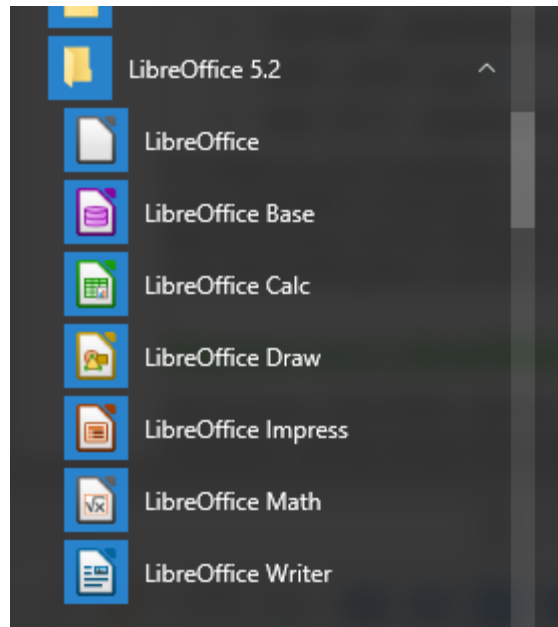 LibreOffice 5.2
LibreOffice
LibreOffice Base
LibreOffice Calc
LibreOffice Draw
LibreOffice Impress
LibreOffice Math
LibreOffice Writer